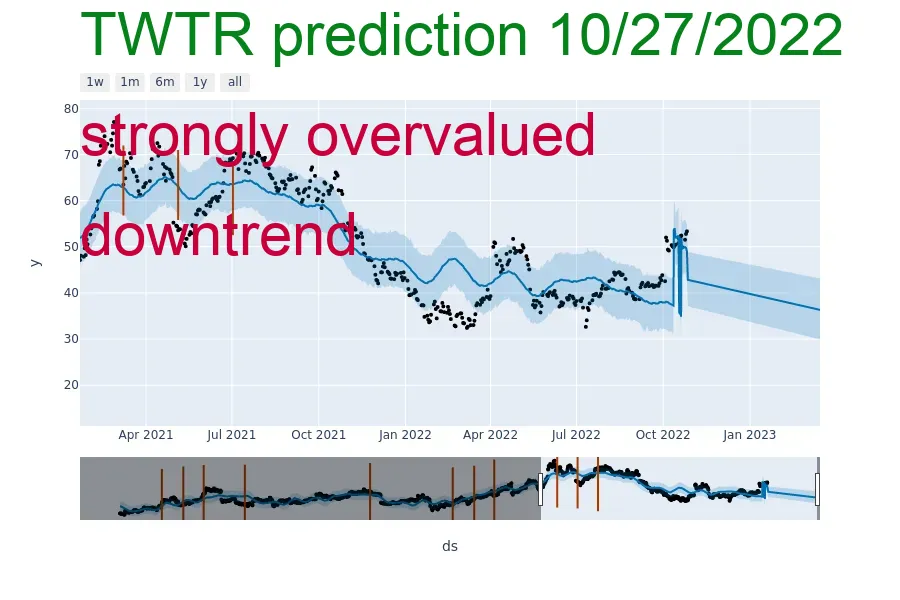 TWTR prediction 10/27/2022
1w 1m 6m 1y all
strongly overvalued
downtrend
80
70
60
50
40
30
20
y
Apr 2021 Jul 2021 Oct 2021 Jan 2022 Apr 2022 Jul 2022 Oct 2022 Jan 2023
ds